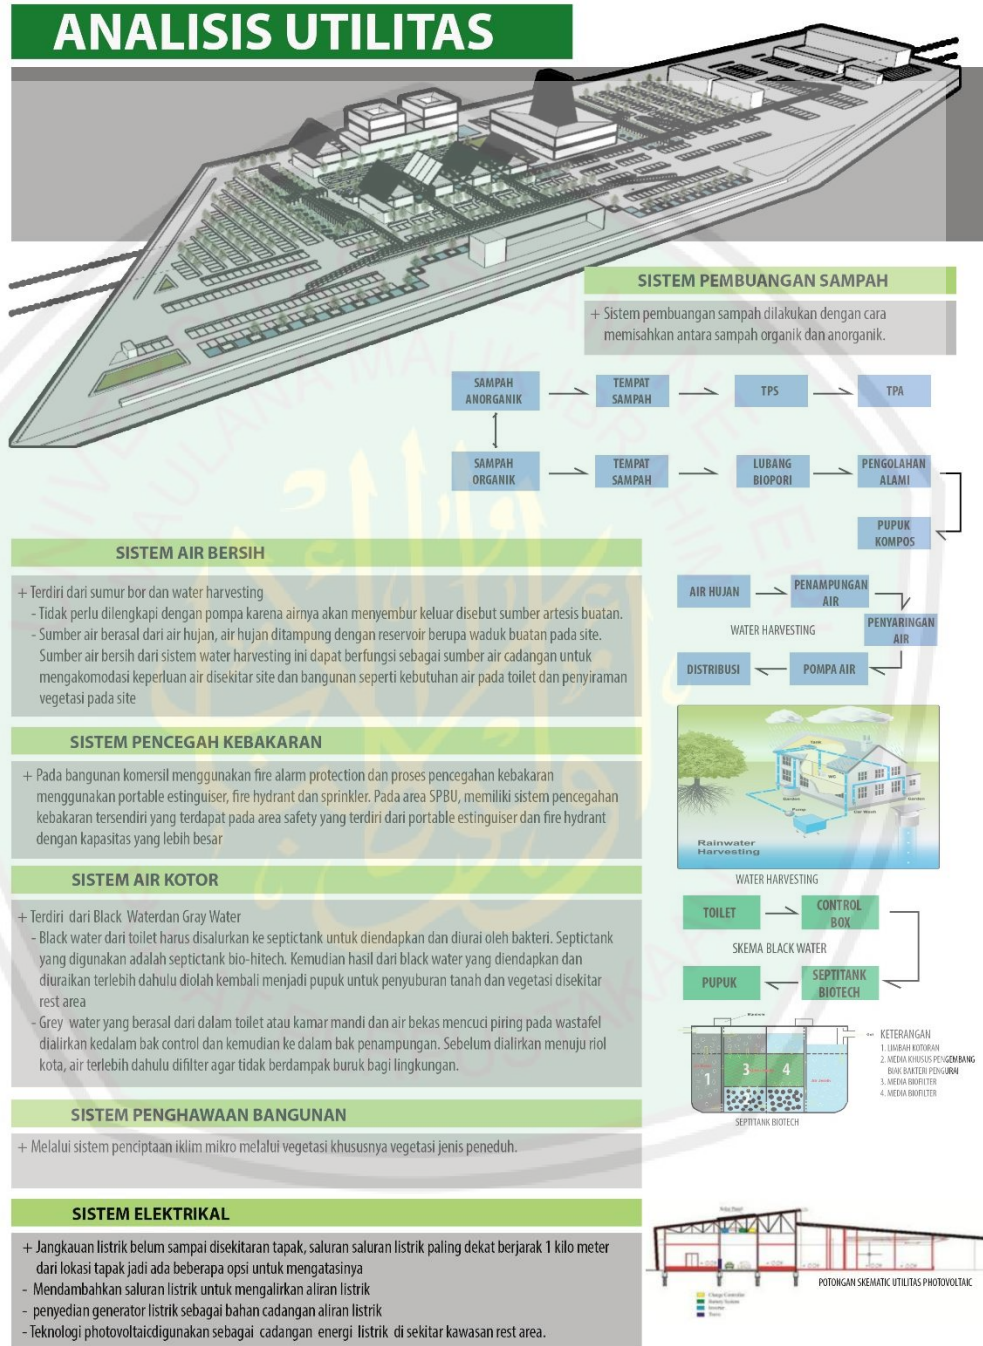 ANALISIS UTILITAS
SISTEM PEMBUANGAN SAMPAH
+ Sistem pembuangan sampah dilakukan dengan cara
memisahkan antara sampah organik dan anorganik.
SAMPAH
ANORGANIK
TEMPAT
SAMPAH
TPS
TPA
SAMPAH
ORGANIK
TEMPAT
SAMPAH
LUBANG
BIOPORI
PENGOLAHAN
ALAMI
PUPUK
KOMPOS
SISTEM AIR BERSIH
+ Terdiri dari sumur bor dan water harvesting
- Tidak perlu dilengkapi dengan pompa karena airnya akan menyembur keluar disebut sumber artesis buatan.
- Sumber air berasal dari air hujan, air hujan ditampung dengan reservoir berupa waduk buatan pada site.
Sumber air bersih dari sistem water harvesting ini dapat berfungsi sebagai sumber air cadangan untuk
mengakomodasi keperluan air disekitar site dan bangunan seperti kebutuhan air pada toilet dan penyiraman
vegetasi pada site
AIR HUJAN
PENAMPUNGAN
AIR
WATER HARVESTING
PENYARINGAN
AIR
DISTRIBUSI
POMPA AIR
SISTEM PENCEGAH KEBAKARAN
+ Pada bangunan komersil menggunakan fire alarm protection dan proses pencegahan kebakaran
menggunakan portable estinguiser, fire hydrant dan sprinkler. Pada area SPBU, memiliki sistem pencegahan
kebakaran tersendiri yang terdapat pada area safety yang terdiri dari portable estinguiser dan fire hydrant
dengan kapasitas yang lebih besar
Rainwater
Harvesting
WATER HARVESTING
SISTEM AIR KOTOR
+ Terdiri dari Black Waterdan Gray Water
- Black water dari toilet harus disalurkan ke septictank untuk diendapkan dan diurai oleh bakteri. Septictank
yang digunakan adalah septictank bio-hitech. Kemudian hasil dari black water yang diendapkan dan
diuraikan terlebih dahulu diolah kembali menjadi pupuk untuk penyuburan tanah dan vegetasi disekitar
rest area
- Grey water yang berasal dari dalam toilet atau kamar mandi dan air bekas mencuci piring pada wastafel
dialirkan kedalam bak control dan kemudian ke dalam bak penampungan. Sebelum dialirkan menuju riol
kota, air terlebih dahulu difilter agar tidak berdampak buruk bagi lingkungan.
TOILET
CONTROL
BOX
SKEMA BLACK WATER
PUPUK
SEPTITANK
BIOTECH
1
3
4
2
KETERANGAN
1. LIMBAH KOTORAN
2. MEDIA KHUSUS PENGEMBANG
BIAK BAKTERI PENGURAI
3. MEDIA BIOFILTER
4. MEDIA BIOFILTER
SEPTITANK BIOTECH
SISTEM PENGHAWAAN BANGUNAN
+ Melalui sistem penciptaan iklim mikro melalui vegetasi khususnya vegetasi jenis peneduh.
SISTEM ELEKTRIKAL
+ Jangkauan listrik belum sampai disekitaran tapak, saluran saluran listrik paling dekat berjarak 1 kilo meter
dari lokasi tapak jadi ada beberapa opsi untuk mengatasinya
- Mendambahkan saluran listrik untuk mengalirkan aliran listrik
- penyedian generator listrik sebagai bahan cadangan aliran listrik
- Teknologi photovoltaicdigunakan sebagai cadangan energi listrik di sekitar kawasan rest area.
POTONGAN SKEMATIC UTILITAS PHOTOVOLTAIC